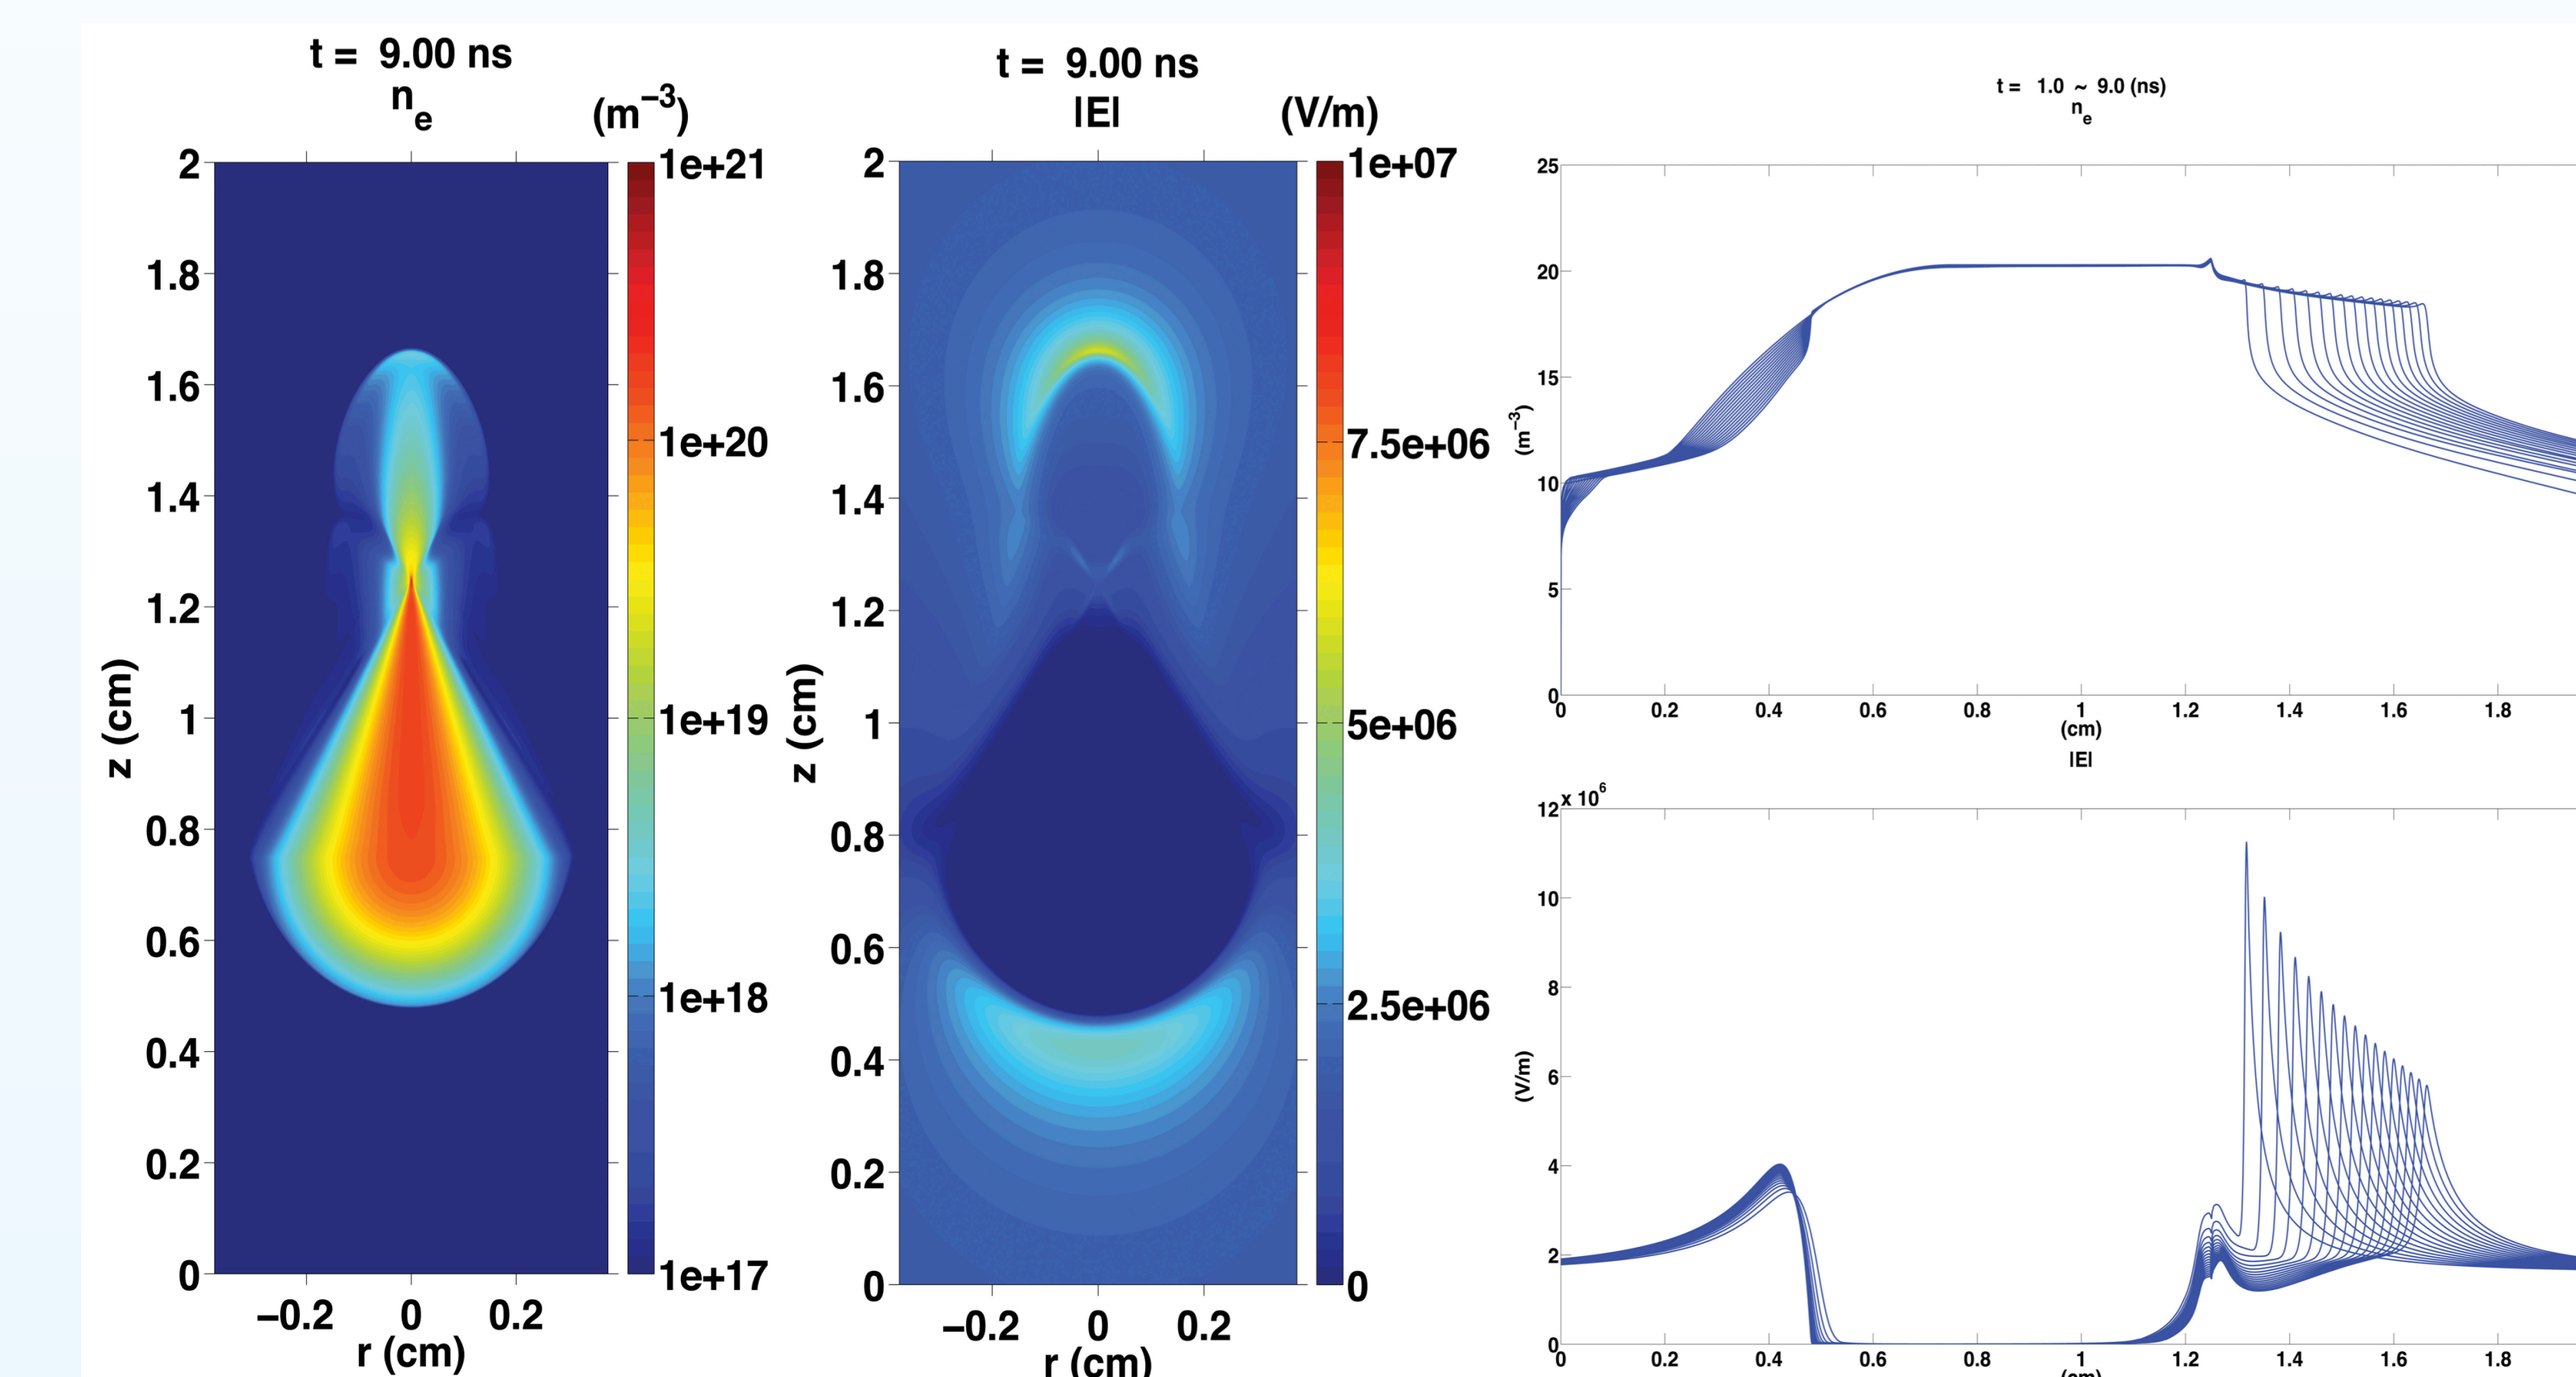 t = 9.00 ns
n_e
(m^−3)
2
1.8
1.6
1.4
1.2
1
0.8
0.6
0.4
0.2
0
z (cm)
−0.2 0 0.2
r (cm)
1e+21
1e+20
1e+19
1e+18
1e+17
t = 9.00 ns
|E|
(V/m)
2
1.8
1.6
1.4
1.2
1
0.8
0.6
0.4
0.2
0
z (cm)
−0.2 0 0.2
r (cm)
1e+07
7.5e+06
5e+06
2.5e+06
0
t = 1.0 ~ 9.0 (ns)
n_e
25
20
15
10
5
0
(m^−3)
0 0.2 0.4 0.6 0.8 1 1.2 1.4 1.6 1.8
(cm)
|E|
x 10^6
12
10
8
6
4
2
0
(V/m)
0 0.2 0.4 0.6 0.8 1 1.2 1.4 1.6 1.8
(cm)